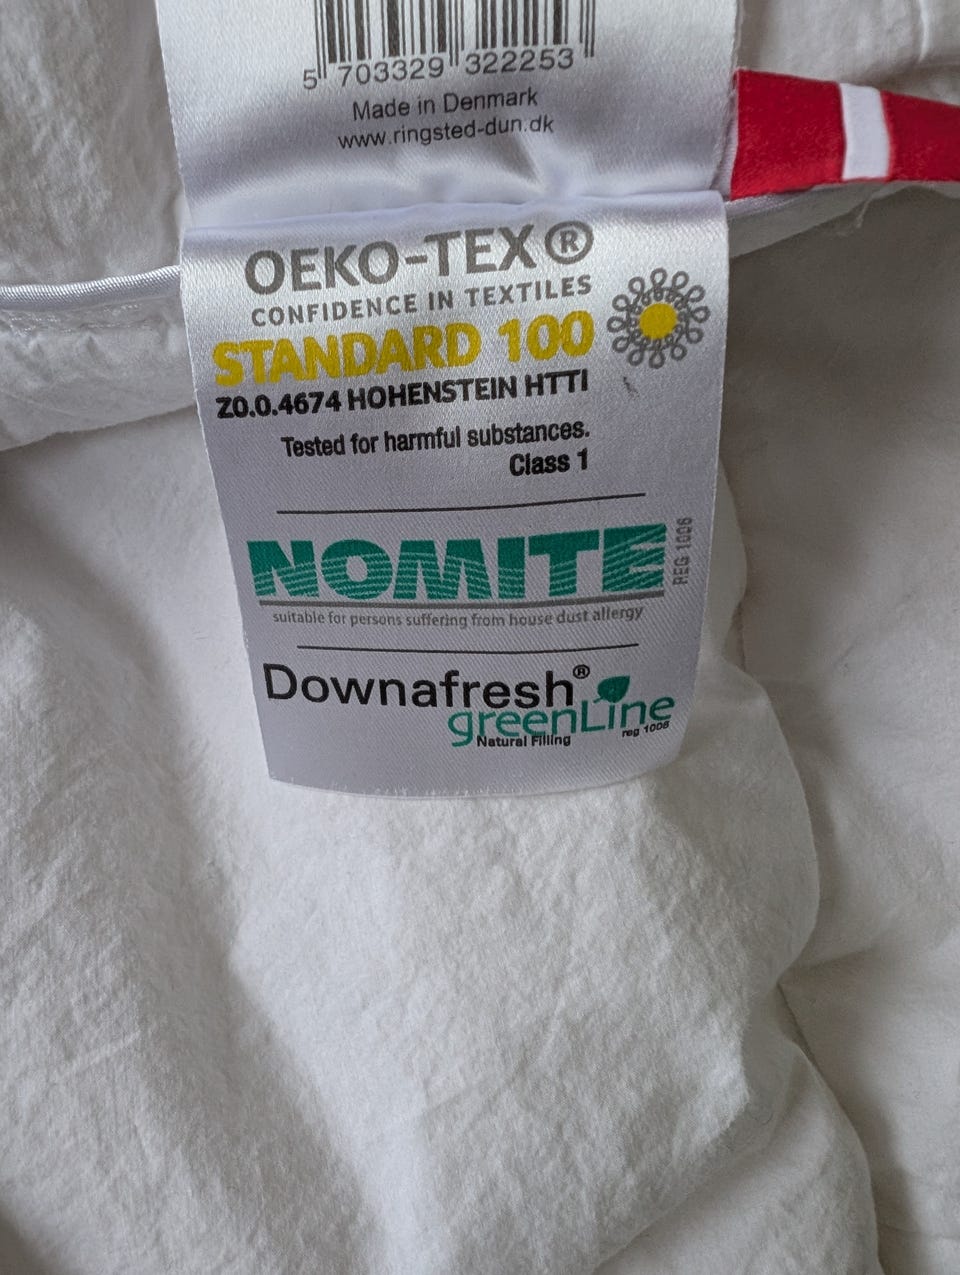 5 703329 322253
Made in Denmark
www.ringsted-dun.dk
OEKO-TEX®
CONFIDENCE IN TEXTILES
STANDARD 100
Z0.0.4674 HOHENSTEIN HTTI
Tested for harmful substances.
Class 1
NOMITE
REG 1006
suitable for persons suffering from house dust allergy
Downafresh®
greenLine
Natural Filling
reg 1006